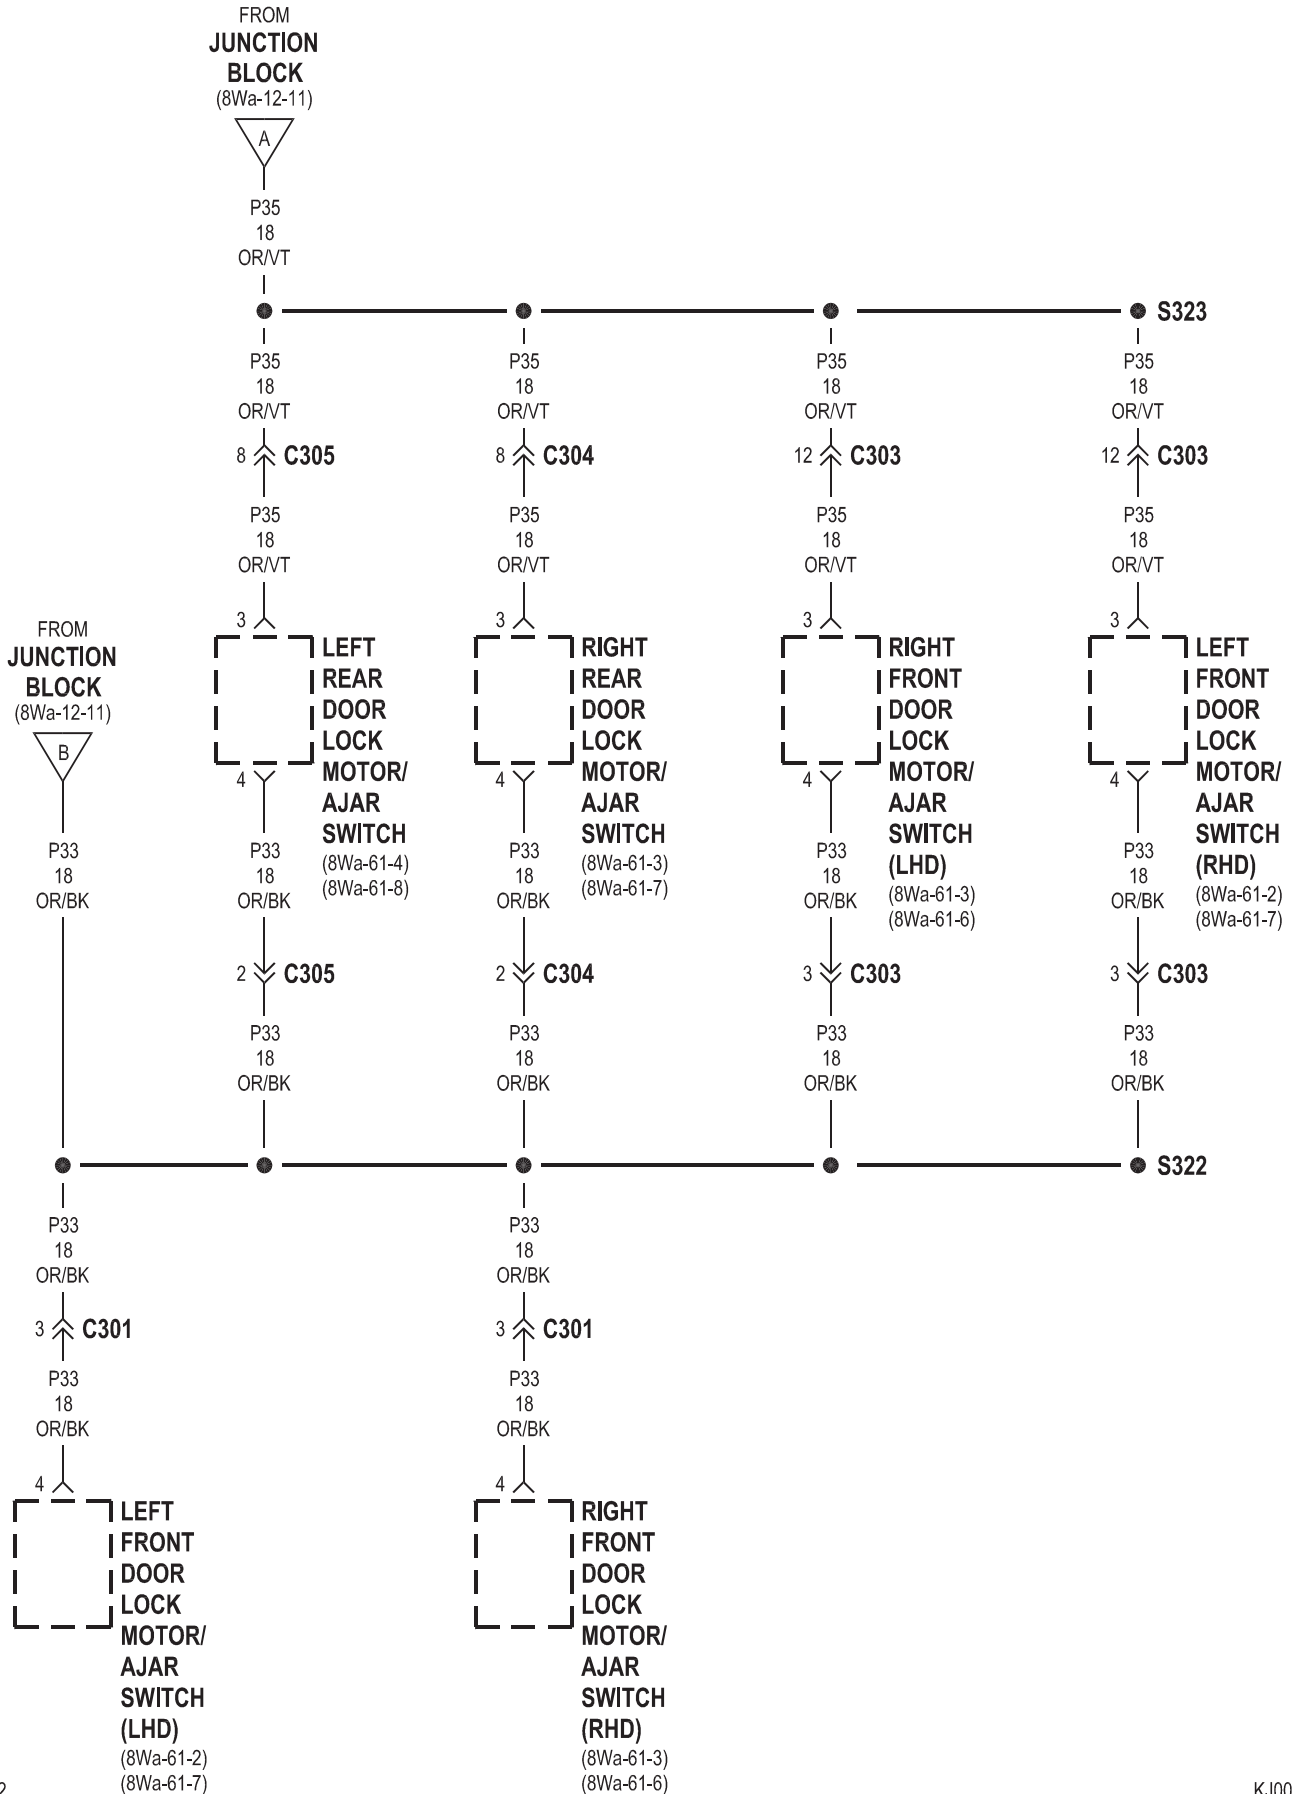 FROM
JUNCTION
BLOCK
(8Wa-12-11)
A
P35
18
OR/VT
S323
P35
18
OR/VT
8
C305
P35
18
OR/VT
3
P35
18
OR/VT
8
C304
P35
18
OR/VT
3
P35
18
OR/VT
12
C303
P35
18
OR/VT
3
P35
18
OR/VT
12
C303
P35
18
OR/VT
3
FROM
JUNCTION
BLOCK
(8Wa-12-11)
B
P33
18
OR/BK
LEFT
REAR
DOOR
LOCK
MOTOR/
AJAR
SWITCH
(8Wa-61-4)
(8Wa-61-8)
4
P33
18
OR/BK
2
C305
P33
18
OR/BK
RIGHT
REAR
DOOR
LOCK
MOTOR/
AJAR
SWITCH
(8Wa-61-3)
(8Wa-61-7)
4
P33
18
OR/BK
2
C304
P33
18
OR/BK
RIGHT
FRONT
DOOR
LOCK
MOTOR/
AJAR
SWITCH
(LHD)
(8Wa-61-3)
(8Wa-61-6)
4
P33
18
OR/BK
3
C303
P33
18
OR/BK
LEFT
FRONT
DOOR
LOCK
MOTOR/
AJAR
SWITCH
(RHD)
(8Wa-61-2)
(8Wa-61-7)
4
P33
18
OR/BK
3
C303
P33
18
OR/BK
S322
P33
18
OR/BK
3
C301
P33
18
OR/BK
4
LEFT
FRONT
DOOR
LOCK
MOTOR/
AJAR
SWITCH
(LHD)
(8Wa-61-2)
(8Wa-61-7)
P33
18
OR/BK
3
C301
P33
18
OR/BK
4
RIGHT
FRONT
DOOR
LOCK
MOTOR/
AJAR
SWITCH
(RHD)
(8Wa-61-3)
(8Wa-61-6)
2
KJ00